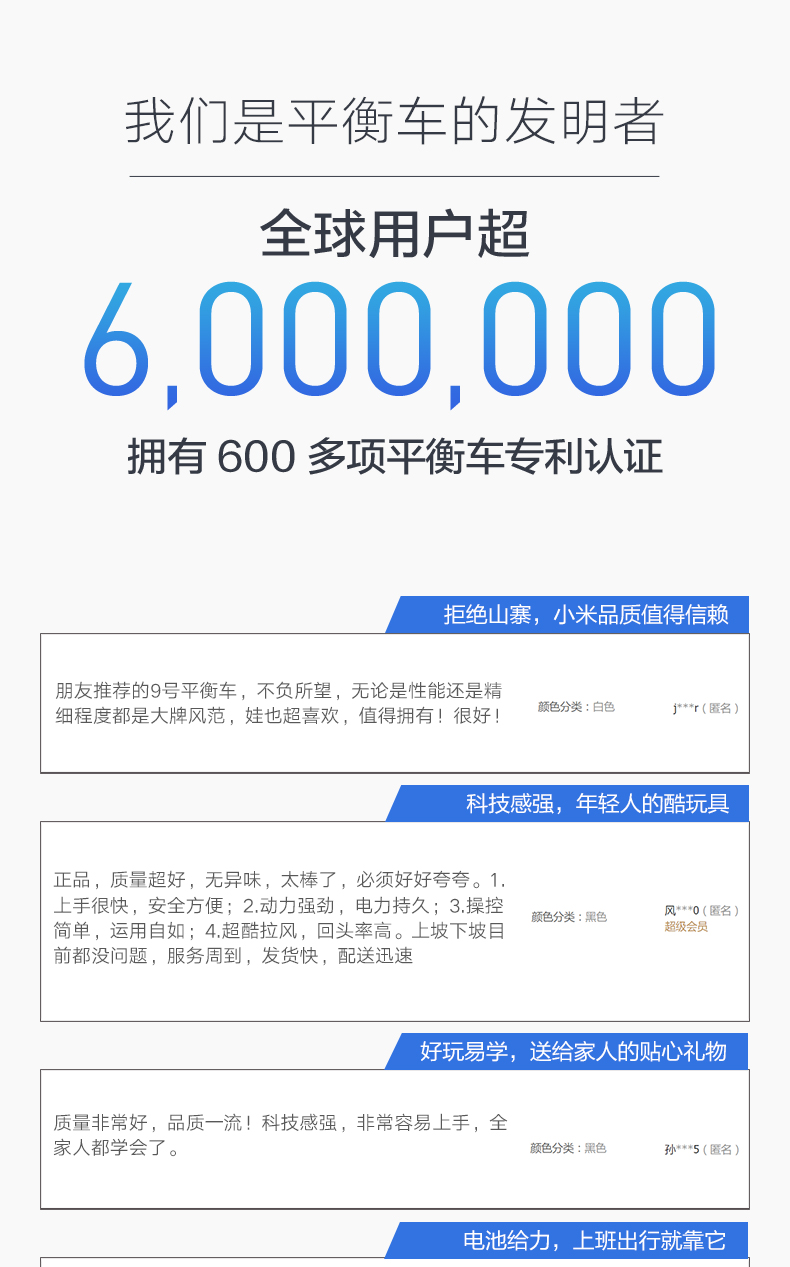 我们是平衡车的发明者
全球用户超
6,000,000
拥有 600 多项平衡车专利认证
拒绝山寨，小米品质值得信赖
朋友推荐的9号平衡车，不负所望，无论是性能还是精
细程度都是大牌风范，娃也超喜欢，值得拥有！很好！
颜色分类：白色
j***r（匿名）
科技感强，年轻人的酷玩具
正品，质量超好，无异味，太棒了，必须好好夸夸。1.
上手很快，安全方便；2.动力强劲，电力持久；3.操控
简单，运用自如；4.超酷拉风，回头率高。上坡下坡目
前都没问题，服务周到，发货快，配送迅速
颜色分类：黑色
风***0（匿名）
超级会员
好玩易学，送给家人的贴心礼物
质量非常好，品质一流！科技感强，非常容易上手，全
家人都学会了。
颜色分类：黑色
孙***5（匿名）
电池给力，上班出行就靠它